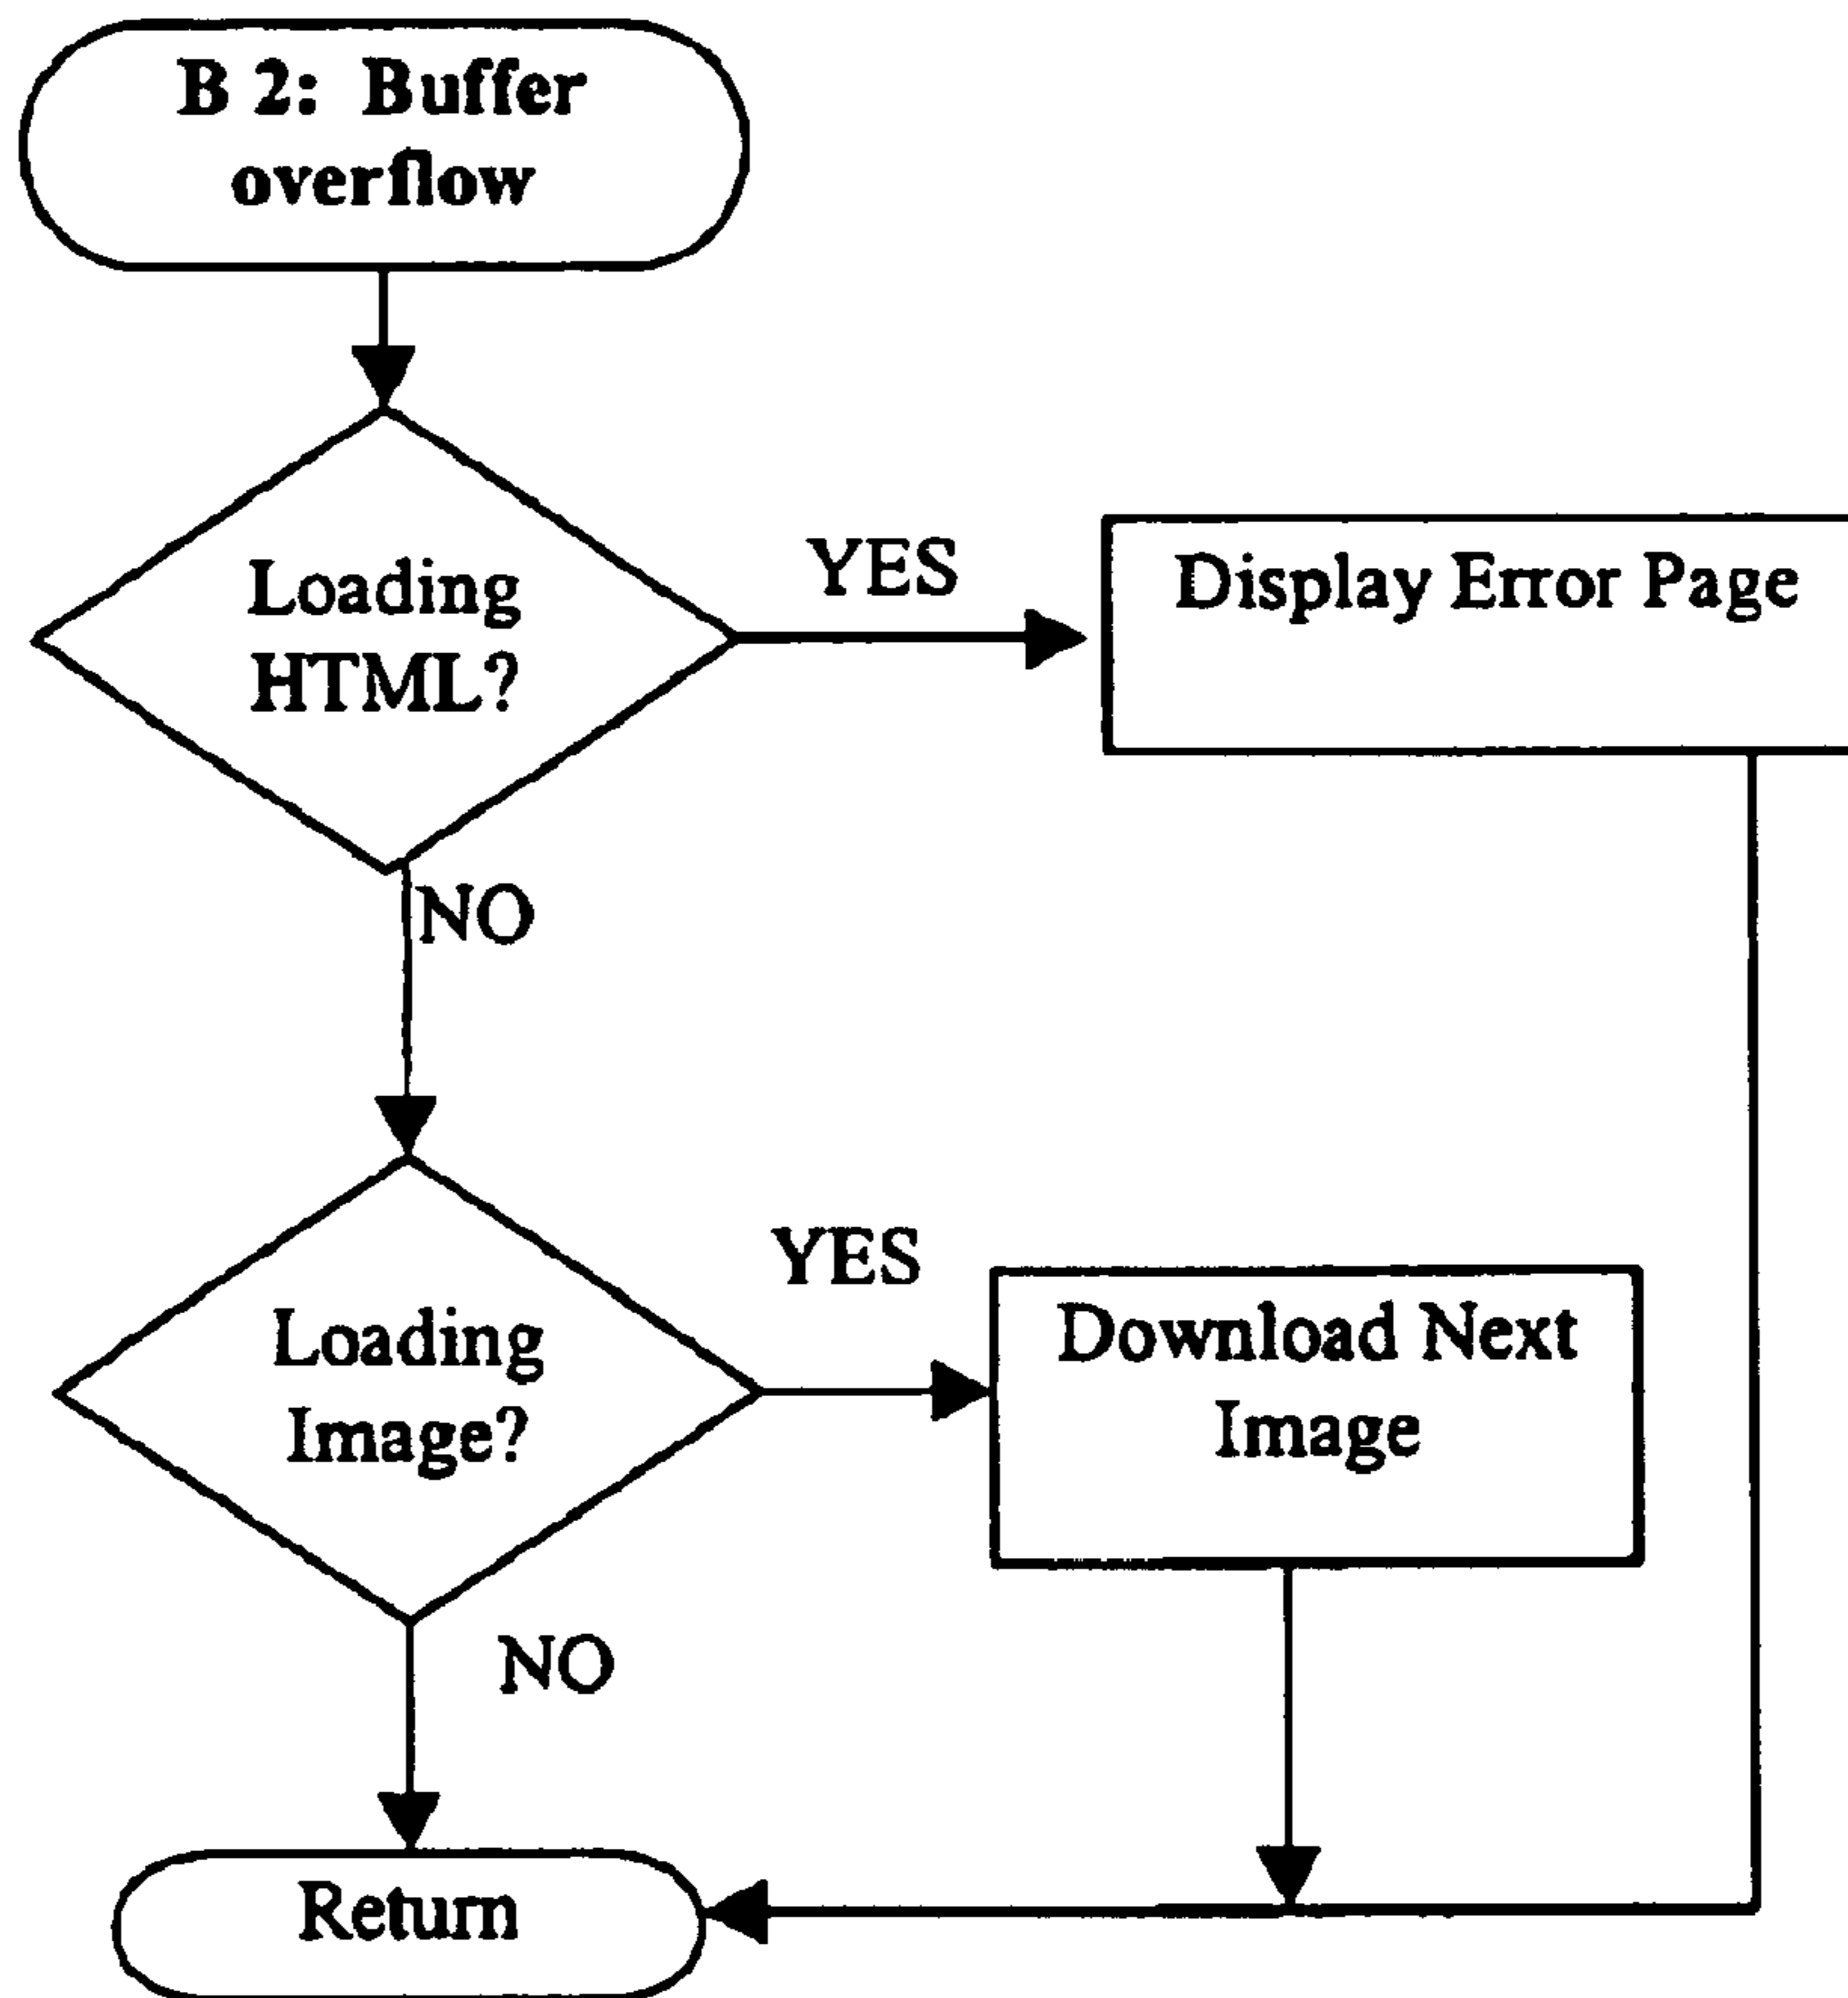 B 2: Buffer
overflow
Loading
HTML?
YES
Display Error Page
NO
Loading
Image?
YES
Download Next
Image
NO
Return